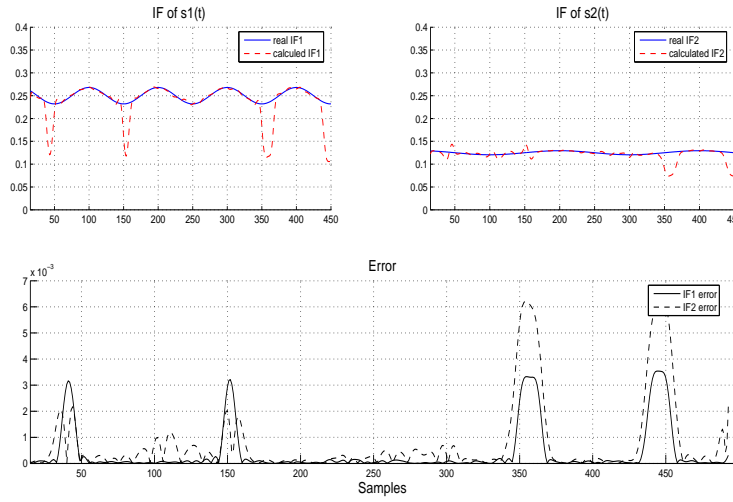 IF of s1(t)
0.4
0.35
0.3
0.25
0.2
0.15
0.1
0.05
0
50 100 150 200 250 300 350 400 450
real IF1
calculed IF1
IF of s2(t)
0.4
0.35
0.3
0.25
0.2
0.15
0.1
0.05
0
50 100 150 200 250 300 350 400 450
real IF2
calculated IF2
Error
x 10⁻³
7
6
5
4
3
2
1
0
50 100 150 200 250 300 350 400 450
IF1 error
IF2 error
Samples